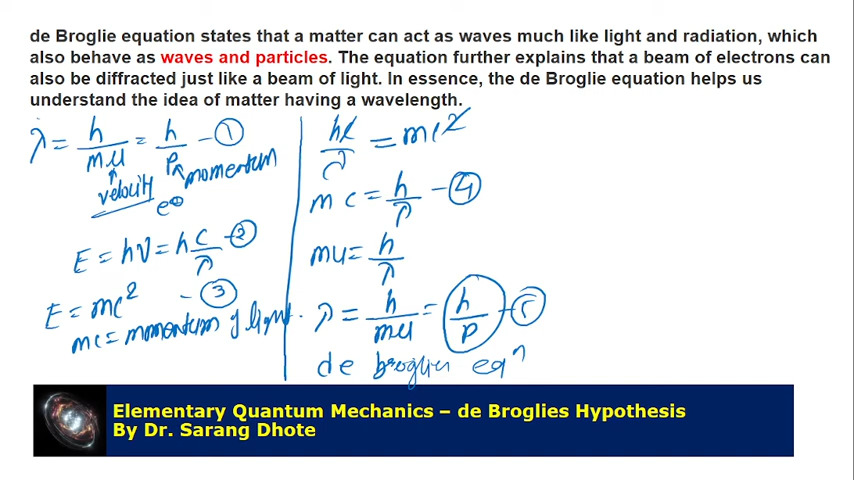 de Broglie equation states that a matter can act as waves much like light and radiation, which
also behave as waves and particles. The equation further explains that a beam of electrons can
also be diffracted just like a beam of light. In essence, the de Broglie equation helps us
understand the idea of matter having a wavelength.
λ = h/mu = h/p - ①
momentum
velocity
e⊖
E = hν = h c/λ - ②
E = mc² - ③
mc = momentum of light.
hc/λ = mc²
mc = h/λ - ④
mu = h/λ
λ = h/mu = h/p - ⑤
de broglie eqn
Elementary Quantum Mechanics – de Broglies Hypothesis
By Dr. Sarang Dhote